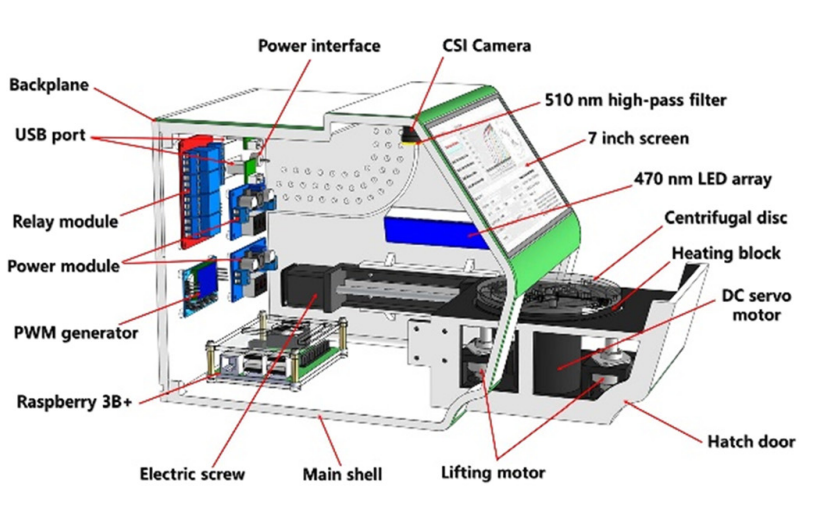 Power interface
CSI Camera
Backplane
510 nm high-pass filter
USB port
7 inch screen
470 nm LED array
Centrifugal disc
Relay module
Heating block
Power module
DC servo
motor
PWM generator
Raspberry 3B+
Hatch door
Electric screw
Main shell
Lifting motor